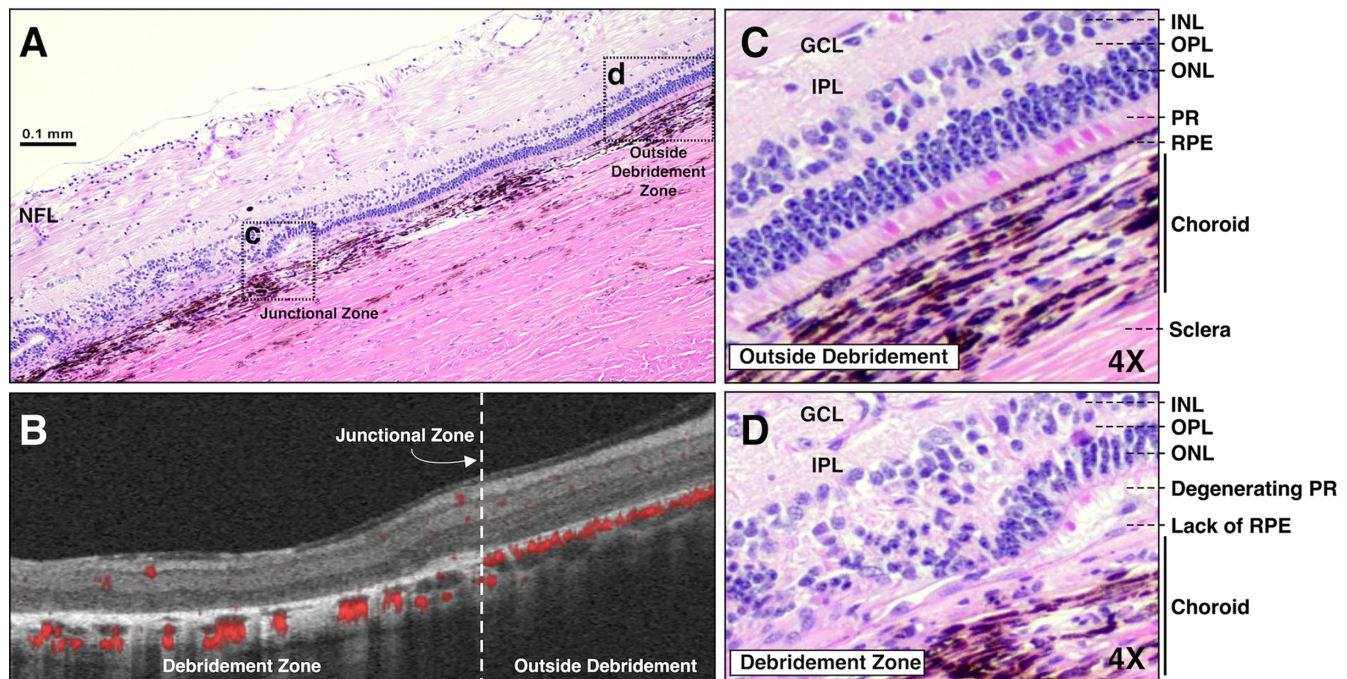 A
0.1 mm
NFL
c
Junctional Zone
d
Outside
Debridement
Zone
B
Junctional Zone
Debridement Zone
Outside Debridement
C
GCL
IPL
INL
OPL
ONL
PR
RPE
Choroid
Sclera
Outside Debridement
4X
D
GCL
IPL
INL
OPL
ONL
Degenerating PR
Lack of RPE
Choroid
Debridement Zone
4X